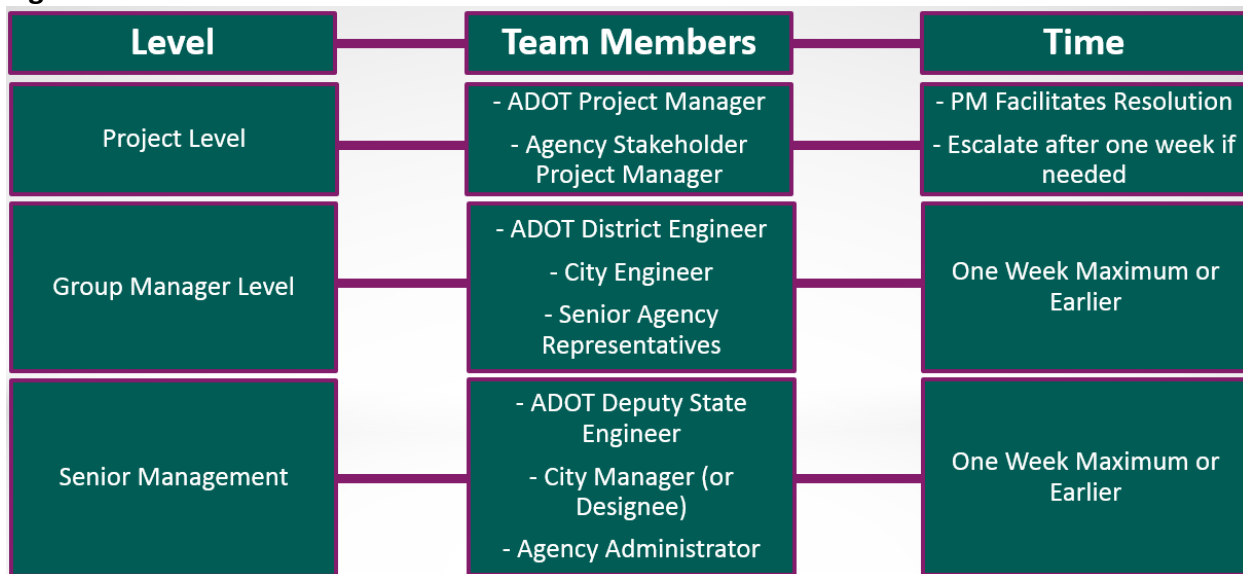 Level
Team Members
Time
Project Level
- ADOT Project Manager
- Agency Stakeholder
Project Manager
- PM Facilitates Resolution
- Escalate after one week if
needed
Group Manager Level
- ADOT District Engineer
- City Engineer
- Senior Agency
Representatives
One Week Maximum or
Earlier
Senior Management
- ADOT Deputy State
Engineer
- City Manager (or
Designee)
- Agency Administrator
One Week Maximum or
Earlier